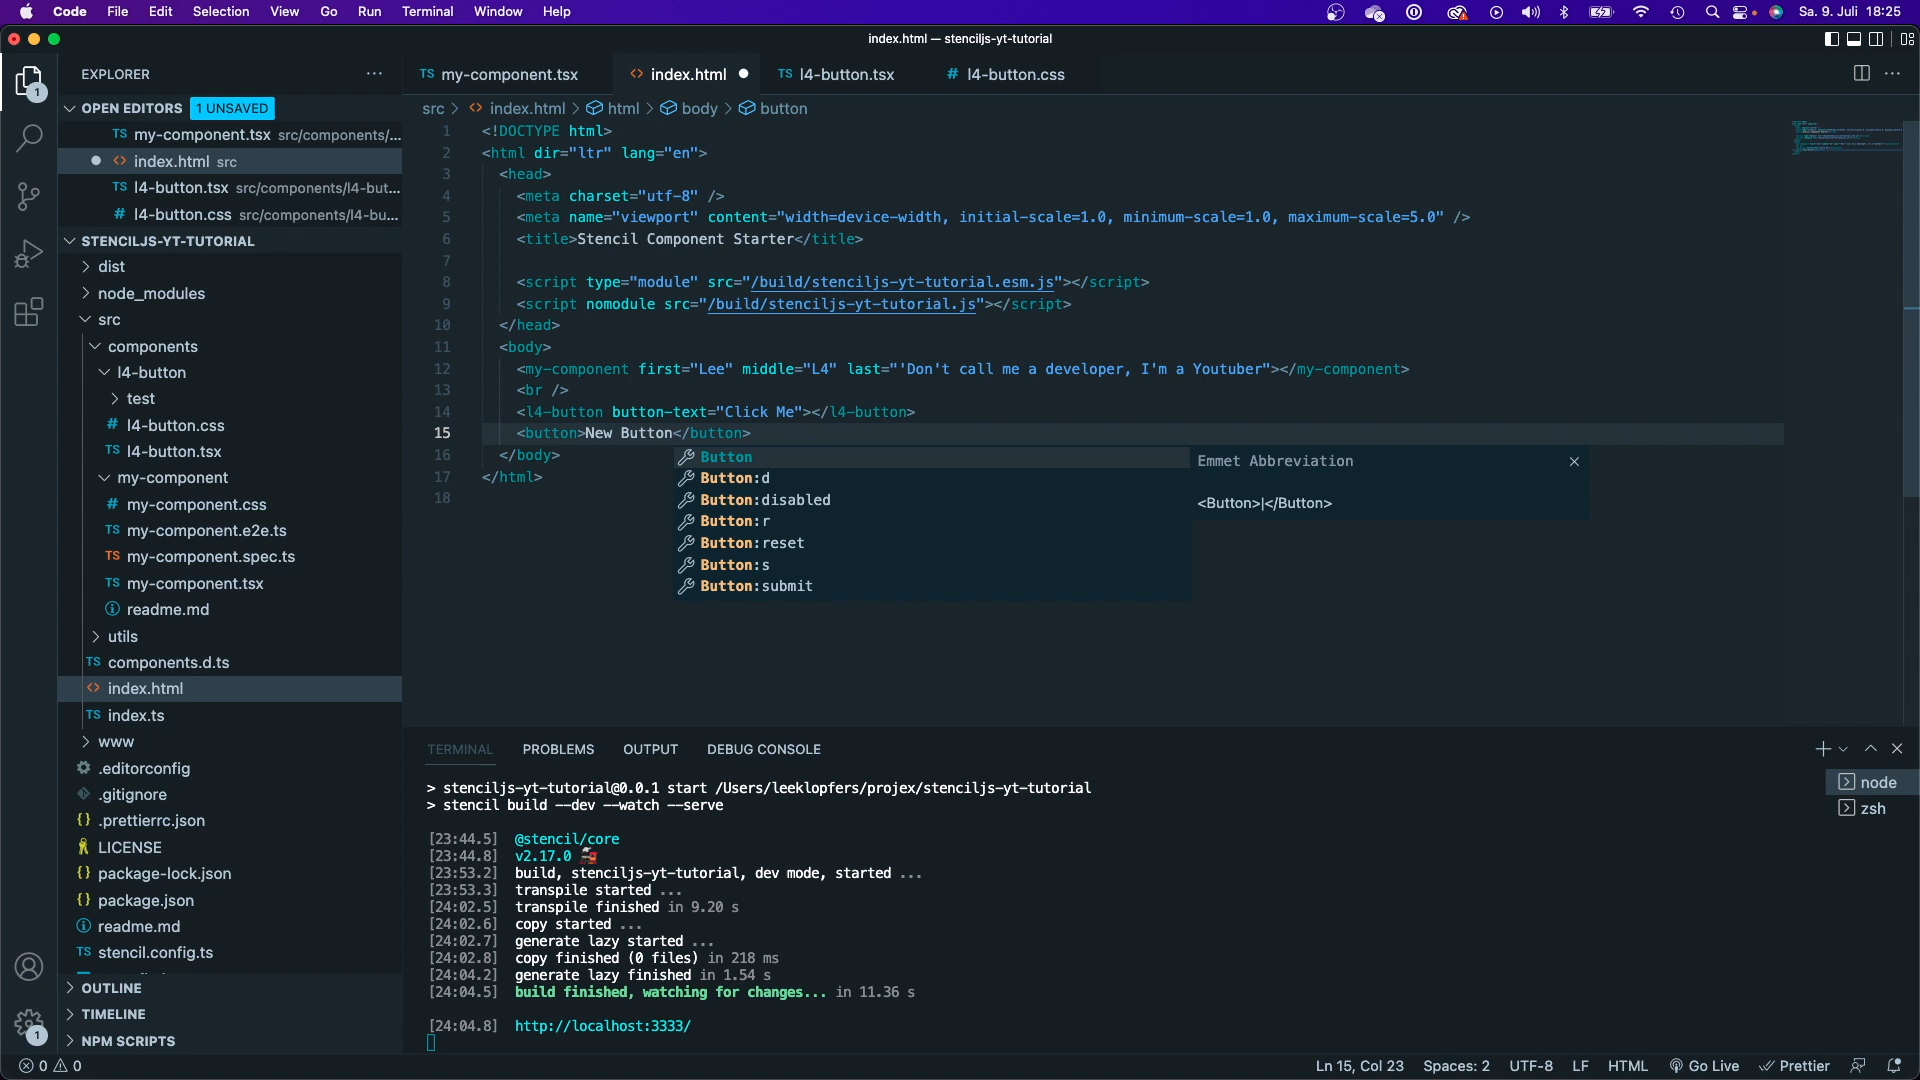 Code File Edit Selection View Go Run Terminal Window Help Sa. 9. Juli 18:25
index.html — stenciljs-yt-tutorial
EXPLORER
OPEN EDITORS 1 UNSAVED
TS my-component.tsx src/components/...
<> index.html src
TS l4-button.tsx src/components/l4-but...
# l4-button.css src/components/l4-bu...
STENCILJS-YT-TUTORIAL
dist
node_modules
src
components
l4-button
test
# l4-button.css
TS l4-button.tsx
my-component
# my-component.css
TS my-component.e2e.ts
TS my-component.spec.ts
TS my-component.tsx
readme.md
utils
TS components.d.ts
<> index.html
TS index.ts
www
.editorconfig
.gitignore
{} .prettierrc.json
LICENSE
{} package-lock.json
{} package.json
readme.md
TS stencil.config.ts
OUTLINE
TIMELINE
NPM SCRIPTS
1
1
TS my-component.tsx <> index.html TS l4-button.tsx # l4-button.css
src > <> index.html > html > body > button
1 <!DOCTYPE html>
2 <html dir="ltr" lang="en">
3 <head>
4 <meta charset="utf-8" />
5 <meta name="viewport" content="width=device-width, initial-scale=1.0, minimum-scale=1.0, maximum-scale=5.0" />
6 <title>Stencil Component Starter</title>
7
8 <script type="module" src="/build/stenciljs-yt-tutorial.esm.js"></script>
9 <script nomodule src="/build/stenciljs-yt-tutorial.js"></script>
10 </head>
11 <body>
12 <my-component first="Lee" middle="L4" last="'Don't call me a developer, I'm a Youtuber"></my-component>
13 <br />
14 <l4-button button-text="Click Me"></l4-button>
15 <button>New Button</button>
16 </body>
17 </html>
18
Button
Button:d
Button:disabled
Button:r
Button:reset
Button:s
Button:submit
Emmet Abbreviation
<Button>|</Button>
TERMINAL PROBLEMS OUTPUT DEBUG CONSOLE
node
zsh
> stenciljs-yt-tutorial@0.0.1 start /Users/leeklopfers/projex/stenciljs-yt-tutorial
> stencil build --dev --watch --serve
[23:44.5] @stencil/core
[23:44.8] v2.17.0 🚂
[23:53.2] build, stenciljs-yt-tutorial, dev mode, started ...
[23:53.3] transpile started ...
[24:02.5] transpile finished in 9.20 s
[24:02.6] copy started ...
[24:02.7] generate lazy started ...
[24:02.8] copy finished (0 files) in 218 ms
[24:04.2] generate lazy finished in 1.54 s
[24:04.5] build finished, watching for changes... in 11.36 s
[24:04.8] http://localhost:3333/
0 0 Ln 15, Col 23 Spaces: 2 UTF-8 LF HTML Go Live Prettier